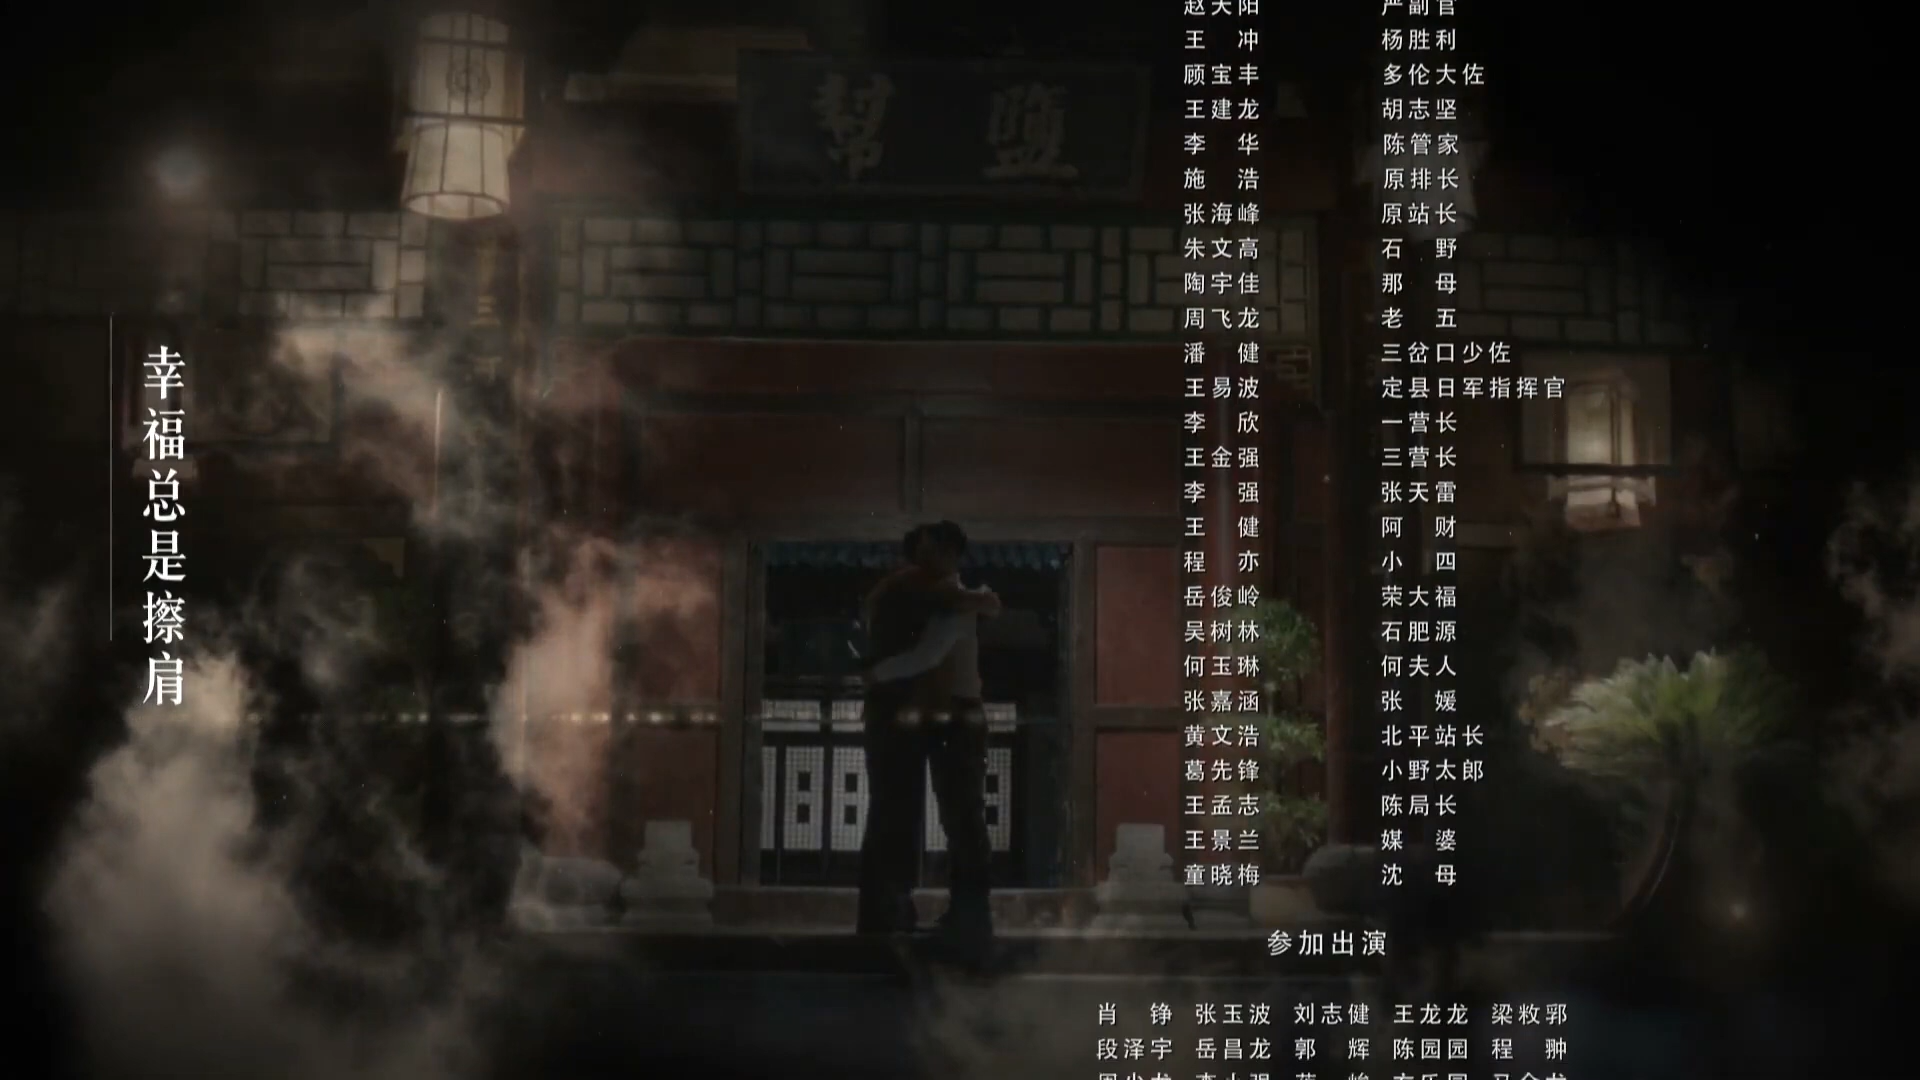 幫 鹽
幸福总是擦肩
赵天阳 严副官
王冲 杨胜利
顾宝丰 多伦大佐
王建龙 胡志坚
李华 陈管家
施浩 原排长
张海峰 原站长
朱文高 石野
陶宇佳 那母
周飞龙 老五
潘健 三岔口少佐
王易波 定县日军指挥官
李欣 一营长
王金强 三营长
李强 张天雷
王健 阿财
程亦 小四
岳俊岭 荣大福
吴树林 石肥源
何玉琳 何夫人
张嘉涵 张媛
黄文浩 北平站长
葛先锋 小野太郎
王孟志 陈局长
王景兰 媒婆
童晓梅 沈母
参加出演
肖铮 张玉波 刘志健 王龙龙 梁敉郭
段泽宇 岳昌龙 郭辉 陈园园 程翀